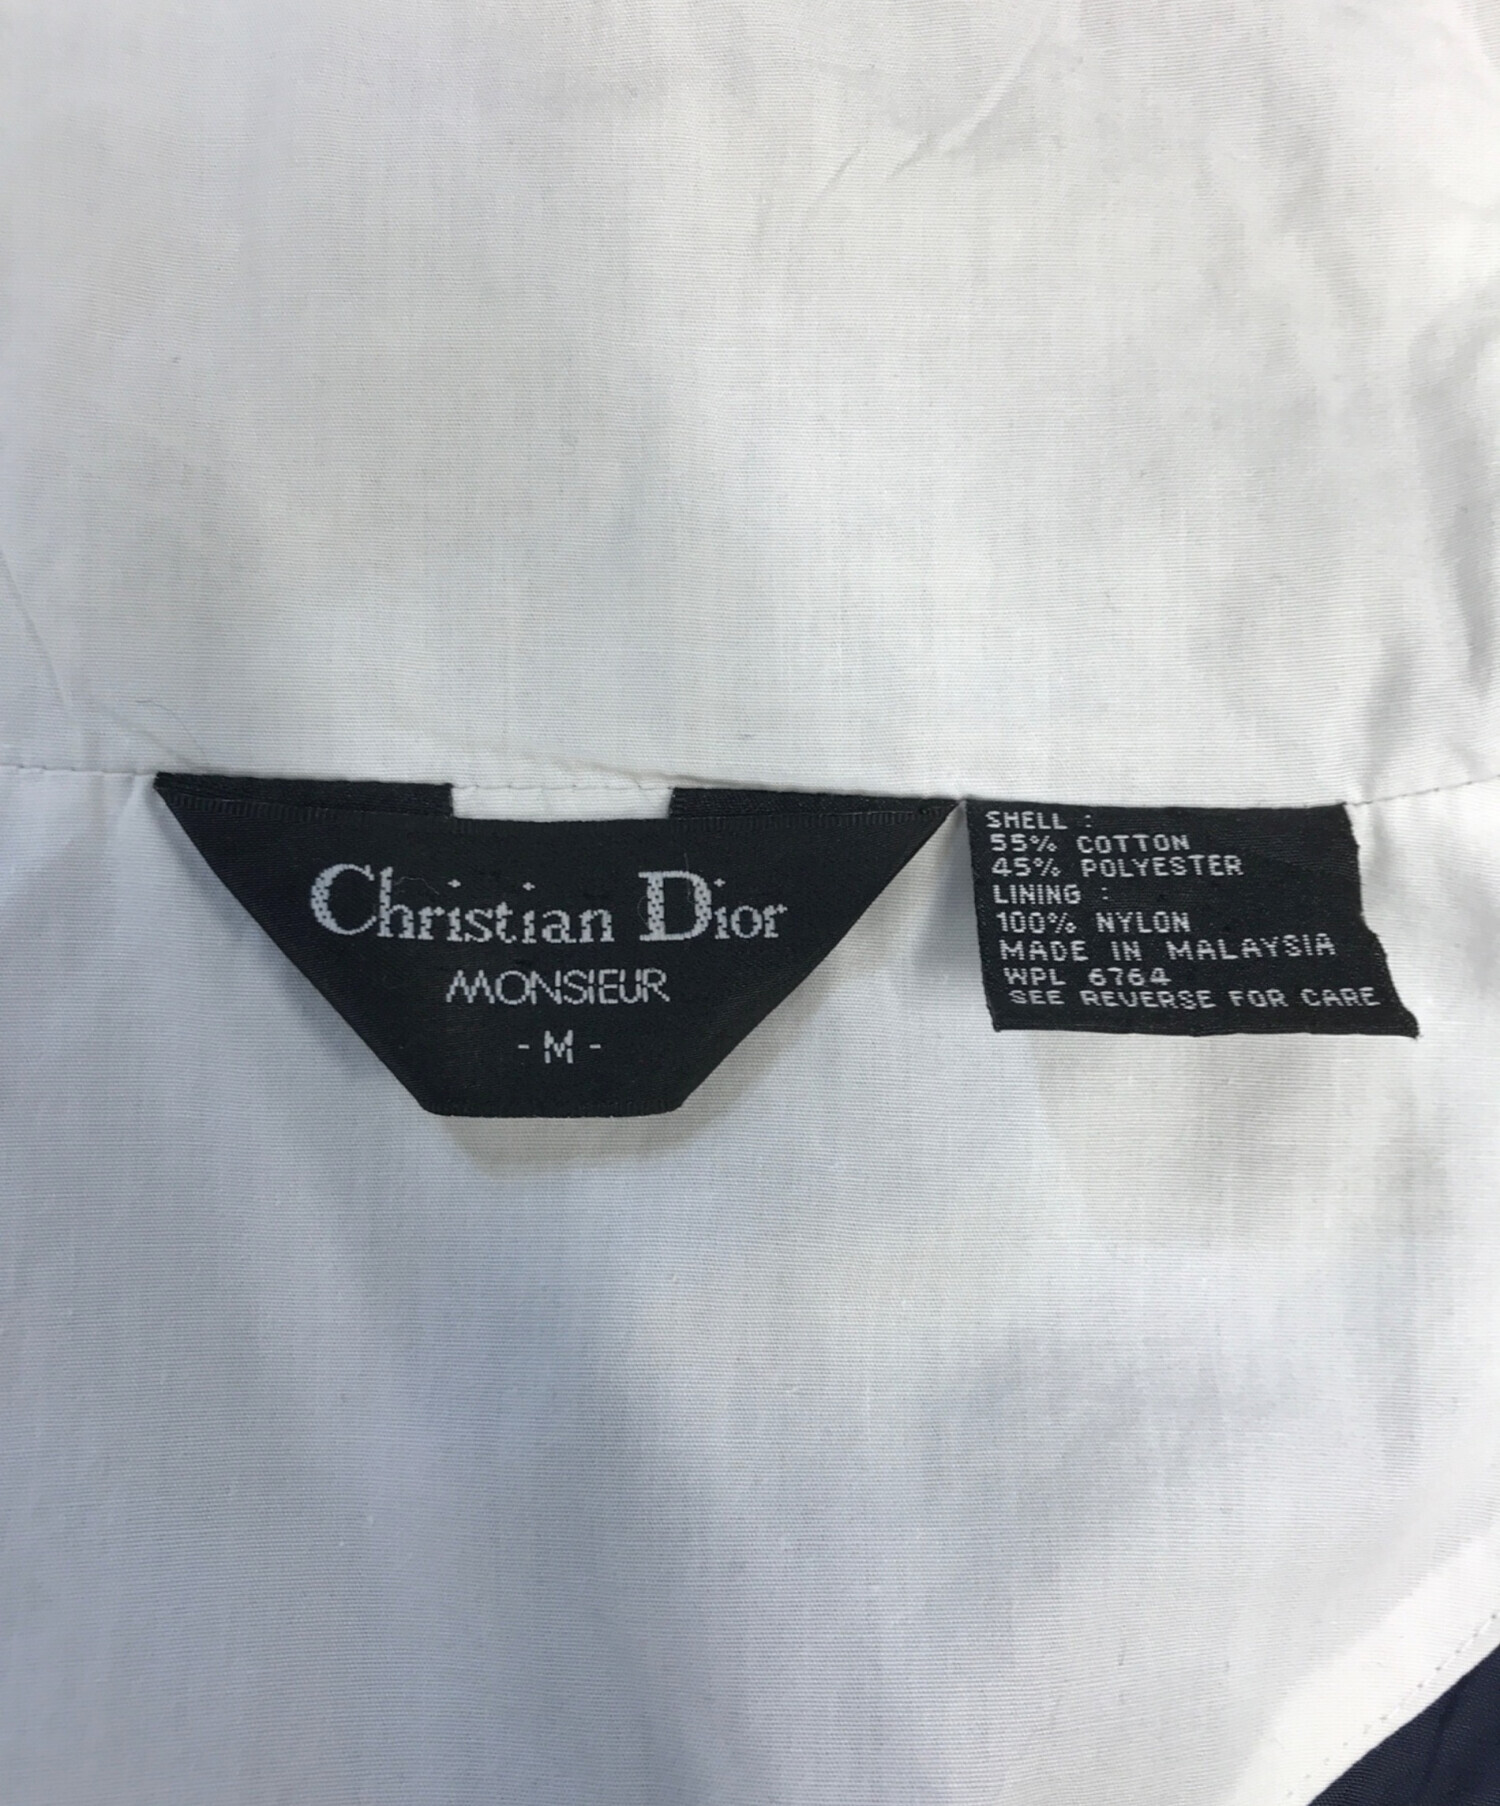 Christian Dior
MONSIEUR
- M -
SHELL :
55% COTTON
45% POLYESTER
LINING :
100% NYLON
MADE IN MALAYSIA
WPL 6764
SEE REVERSE FOR CARE